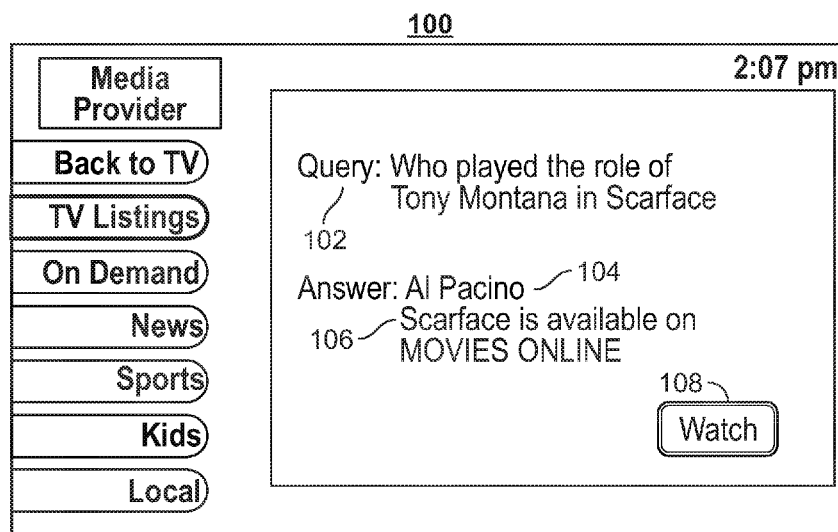 100
2:07 pm
Media
Provider
Back to TV
TV Listings
On Demand
News
Sports
Kids
Local
Query: Who played the role of
Tony Montana in Scarface
102
Answer: Al Pacino 104
106 Scarface is available on
MOVIES ONLINE
108
Watch